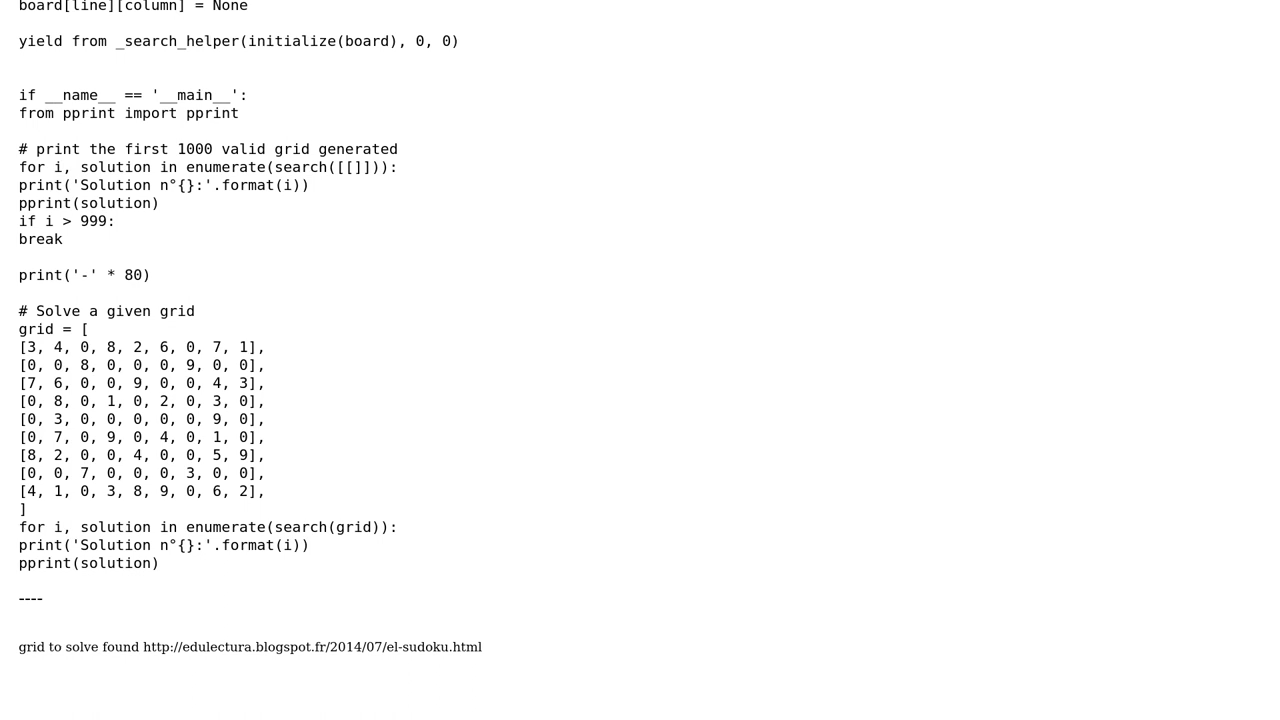 board[line][column] = None
yield from _search_helper(initialize(board), 0, 0)
if __name__ == '__main__':
from pprint import pprint
# print the first 1000 valid grid generated
for i, solution in enumerate(search([[]])):
print('Solution n°{}:'.format(i))
pprint(solution)
if i > 999:
break
print('-' * 80)
# Solve a given grid
grid = [
[3, 4, 0, 8, 2, 6, 0, 7, 1],
[0, 0, 8, 0, 0, 0, 9, 0, 0],
[7, 6, 0, 0, 9, 0, 0, 4, 3],
[0, 8, 0, 1, 0, 2, 0, 3, 0],
[0, 3, 0, 0, 0, 0, 0, 9, 0],
[0, 7, 0, 9, 0, 4, 0, 1, 0],
[8, 2, 0, 0, 4, 0, 0, 5, 9],
[0, 0, 7, 0, 0, 0, 3, 0, 0],
[4, 1, 0, 3, 8, 9, 0, 6, 2],
]
for i, solution in enumerate(search(grid)):
print('Solution n°{}:'.format(i))
pprint(solution)
----
grid to solve found http://edulectura.blogspot.fr/2014/07/el-sudoku.html